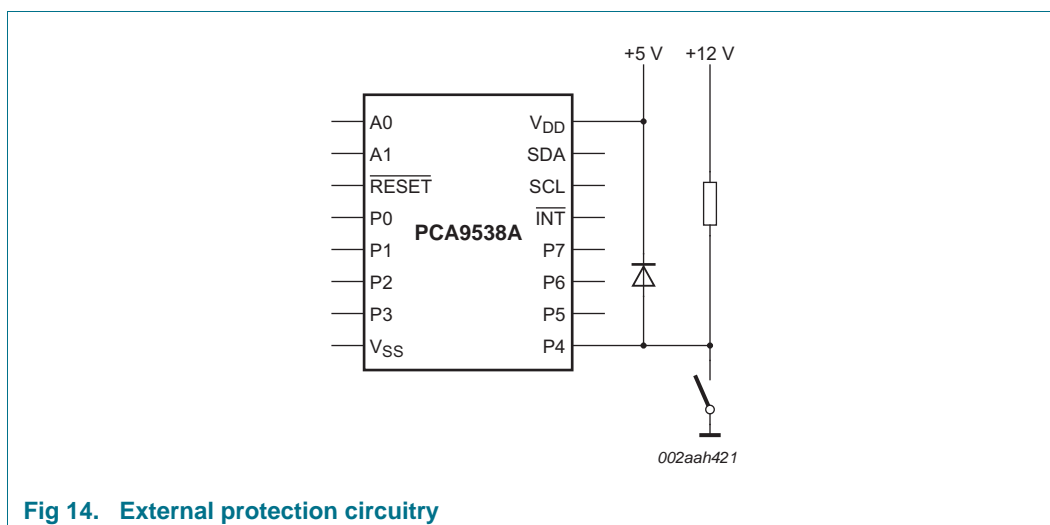 +5 V +12 V
A0
A1
RESET
P0
P1
P2
P3
VSS
PCA9538A
VDD
SDA
SCL
INT
P7
P6
P5
P4
002aah421
Fig 14. External protection circuitry